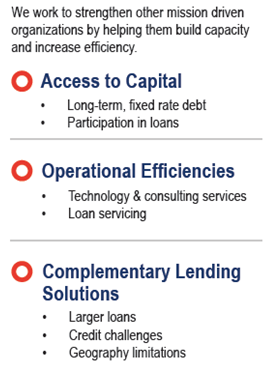 We work to strengthen other mission driven
organizations by helping them build capacity
and increase efficiency.
Access to Capital
• Long-term, fixed rate debt
• Participation in loans
Operational Efficiencies
• Technology & consulting services
• Loan servicing
Complementary Lending
Solutions
• Larger loans
• Credit challenges
• Geography limitations